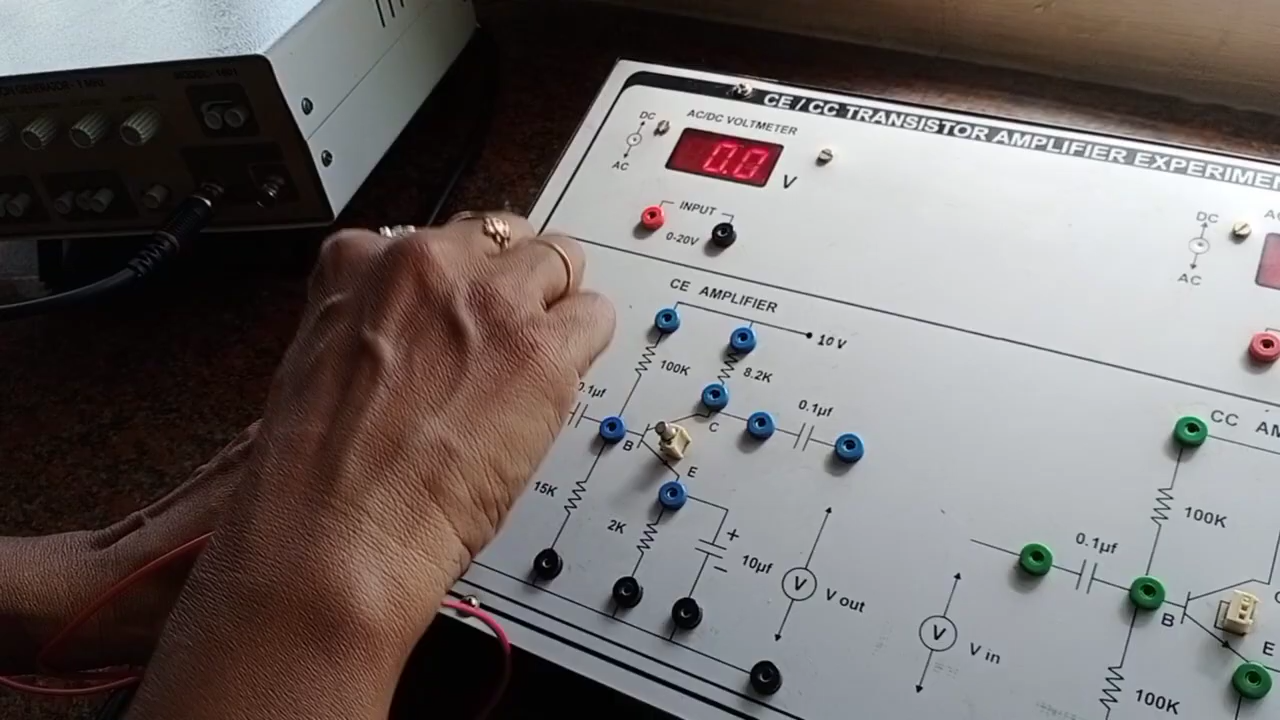 CE / CC TRANSISTOR AMPLIFIER
DC
AC/DC VOLTMETER
AC
0.0
V
INPUT
0-20V
DC
AC
CE AMPLIFIER
10 V
100K
8.2K
0.1µf
0.1µf
C
B
E
15K
2K
+
10µf
V
V out
CC
100K
0.1µf
B
E
V
V in
100K